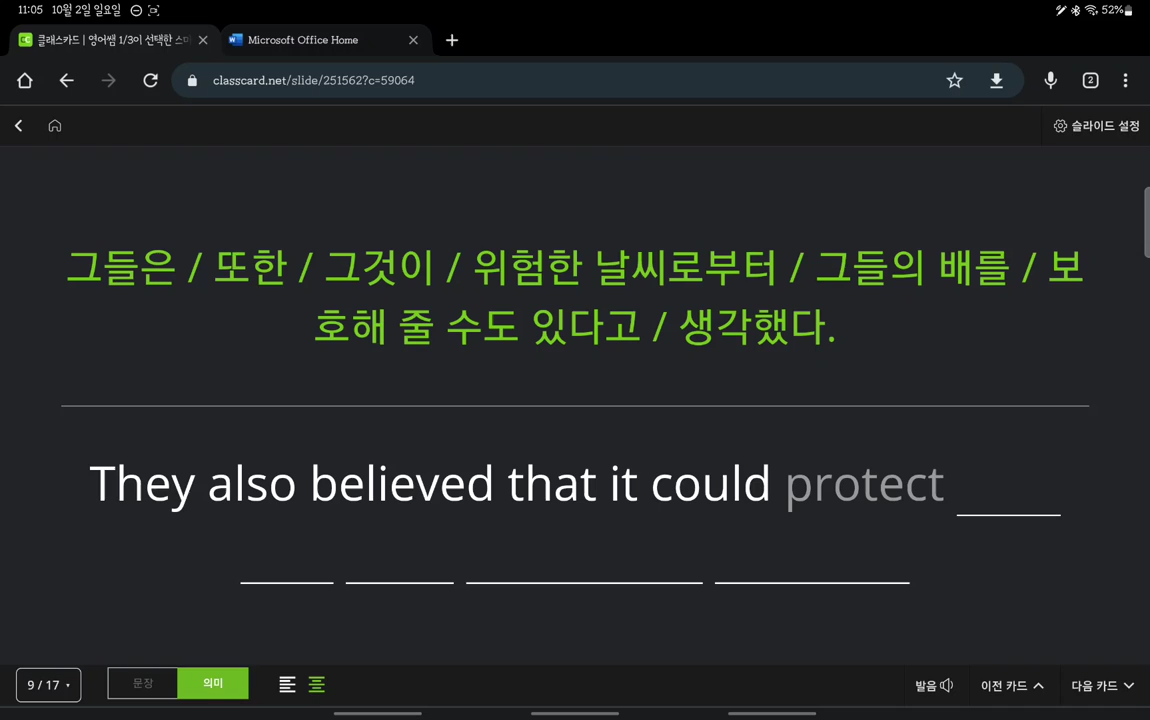 11:05 10월 2일 일요일 52%
클래스카드 | 영어쌤 1/3이 선택한 스마 Microsoft Office Home
classcard.net/slide/251562?c=59064 2
슬라이드 설정
그들은 / 또한 / 그것이 / 위험한 날씨로부터 / 그들의 배를 / 보
호해 줄 수도 있다고 / 생각했다.
They also believed that it could protect
9 / 17 문장 의미 발음 이전 카드 다음 카드